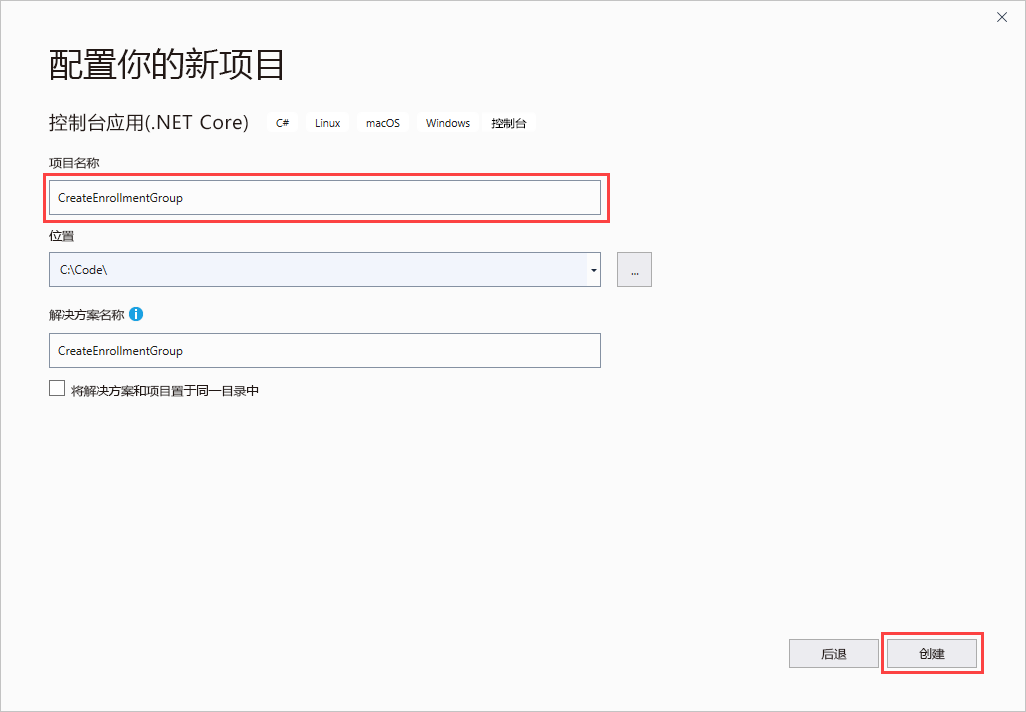 配置你的新项目
控制台应用(.NET Core) C# Linux macOS Windows 控制台
项目名称
CreateEnrollmentGroup
位置
C:\Code\ ...
解决方案名称
CreateEnrollmentGroup
将解决方案和项目置于同一目录中
后退 创建